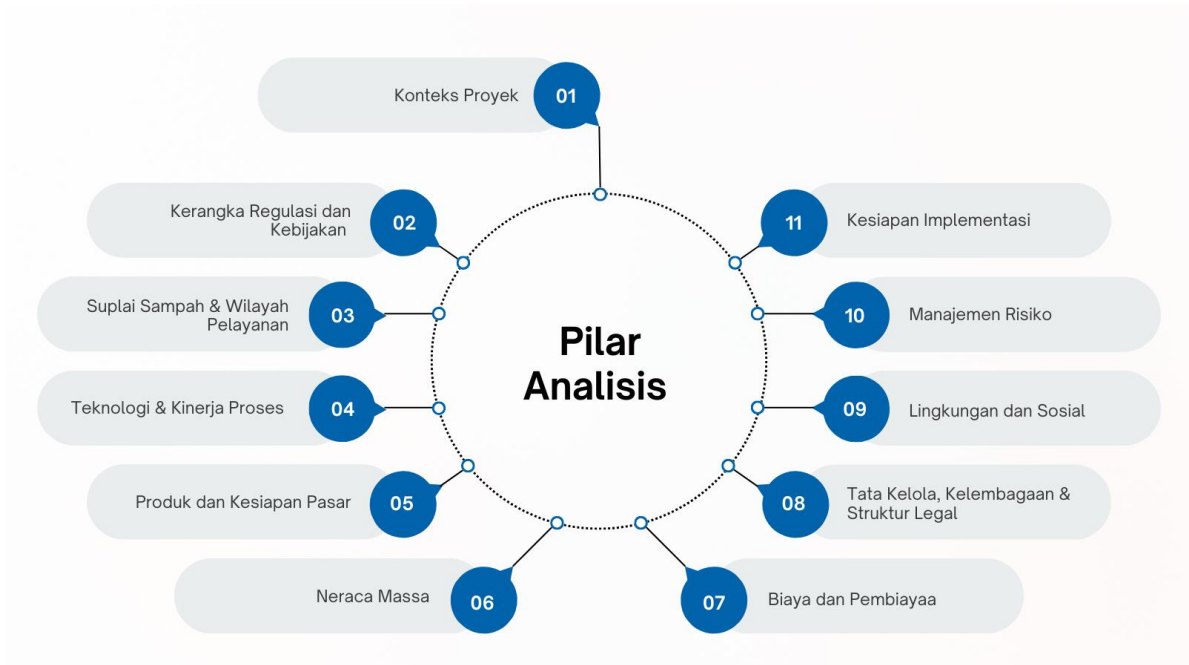 Pilar
Analisis
01
Konteks Proyek
02
Kerangka Regulasi dan
Kebijakan
03
Suplai Sampah & Wilayah
Pelayanan
04
Teknologi & Kinerja Proses
05
Produk dan Kesiapan Pasar
06
Neraca Massa
07
Biaya dan Pembiayaa
08
Tata Kelola, Kelembagaan &
Struktur Legal
09
Lingkungan dan Sosial
10
Manajemen Risiko
11
Kesiapan Implementasi